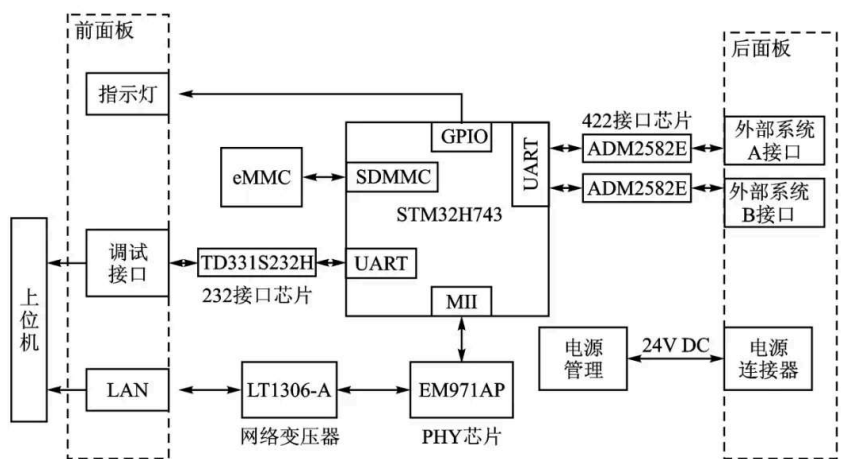 前面板
后面板
指示灯
GPIO
422接口芯片
UART
ADM2582E
外部系统
A接口
eMMC
SDMMC
ADM2582E
外部系统
B接口
STM32H743
上位机
调试
接口
TD331S232H
UART
232接口芯片
MII
电源
管理
24V DC
电源
连接器
LAN
LT1306-A
EM971AP
网络变压器
PHY芯片